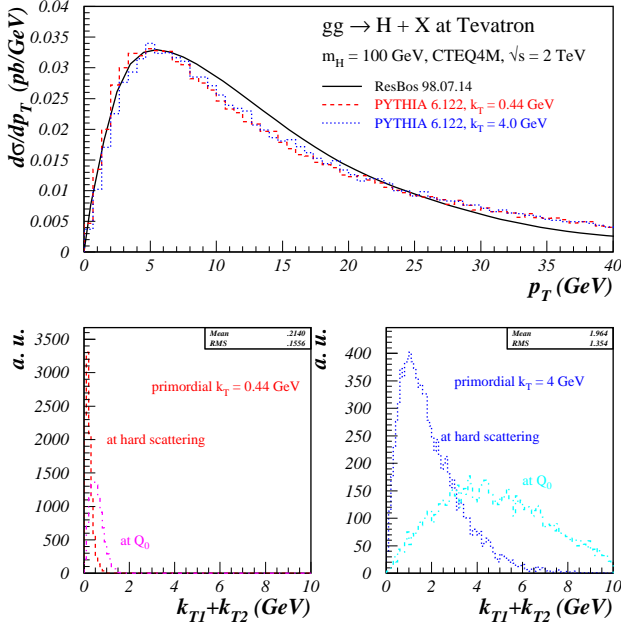 gg → H + X at Tevatron
m_H = 100 GeV, CTEQ4M, √s = 2 TeV
ResBos 98.07.14
PYTHIA 6.122, k_T = 0.44 GeV
PYTHIA 6.122, k_T = 4.0 GeV
dσ/dp_T (pb/GeV)
0.04
0.035
0.03
0.025
0.02
0.015
0.01
0.005
0
0 5 10 15 20 25 30 35 40
p_T (GeV)
a. u.
3500
3000
2500
2000
1500
1000
500
0
Mean .2140
RMS .1556
primordial k_T = 0.44 GeV
at hard scattering
at Q_0
0 2 4 6 8 10
k_T1+k_T2 (GeV)
a. u.
400
350
300
250
200
150
100
50
0
Mean 1.964
RMS 1.354
primordial k_T = 4 GeV
at hard scattering
at Q_0
0 2 4 6 8 10
k_T1+k_T2 (GeV)